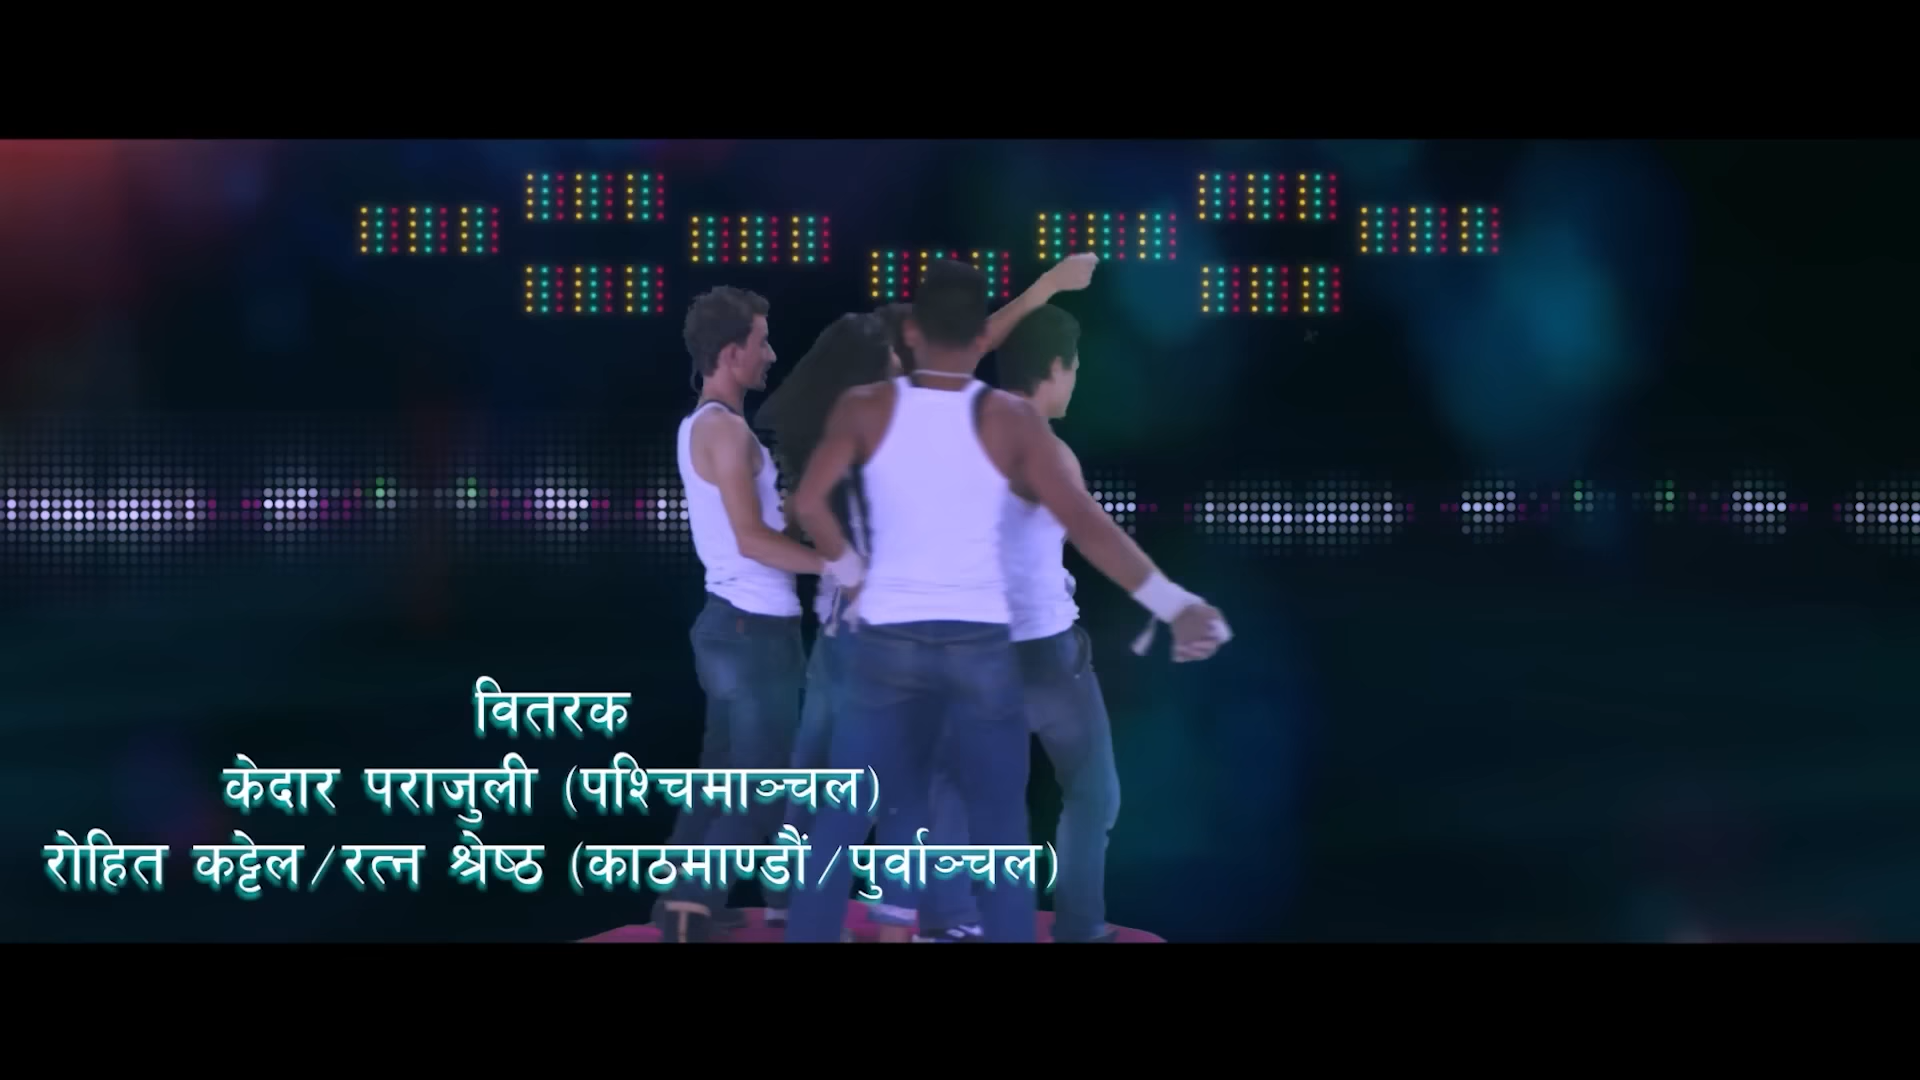 वितरक
केदार पराजुली (पश्चिमाञ्चल)
रोहित कट्टेल/रत्न श्रेष्ठ (काठमाण्डौं/पुर्वाञ्चल)